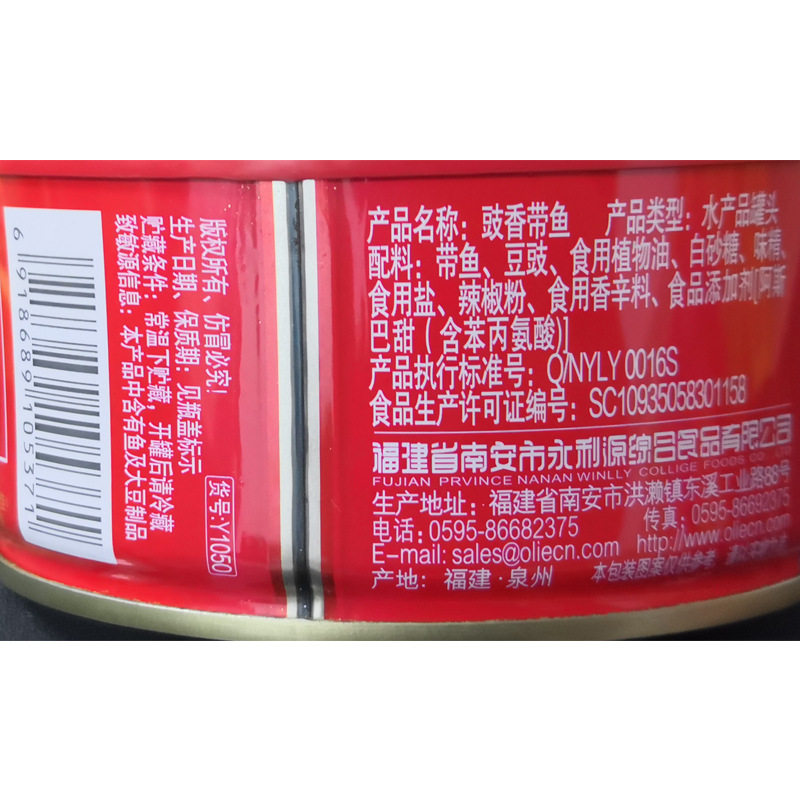 版权所有、仿冒必究!
生产日期、保质期：见瓶盖标示
贮藏条件：常温下贮藏，开罐后请冷藏
致敏源信息：本产品中含有鱼及大豆制品
货号:Y1050
6918689105371
产品名称：豉香带鱼 产品类型：水产品罐头
配料：带鱼、豆豉、食用植物油、白砂糖、味精、
食用盐、辣椒粉、食用香辛料、食品添加剂[阿斯
巴甜（含苯丙氨酸)]
产品执行标准号：Q/NYLY 0016S
食品生产许可证编号：SC10935058301158
福建省南安市永利源综合食品有限公司
FUJIAN PRVINCE NANAN WINLLY COLLIGE FOODS CO.
生产地址：福建省南安市洪濑镇东溪工业路88号
电话：0595-86682375 传真：0595-86692375
E-mail: sales@oliecn.com http://www.oliecn.com
产地：福建·泉州 本包装图案仅供参考